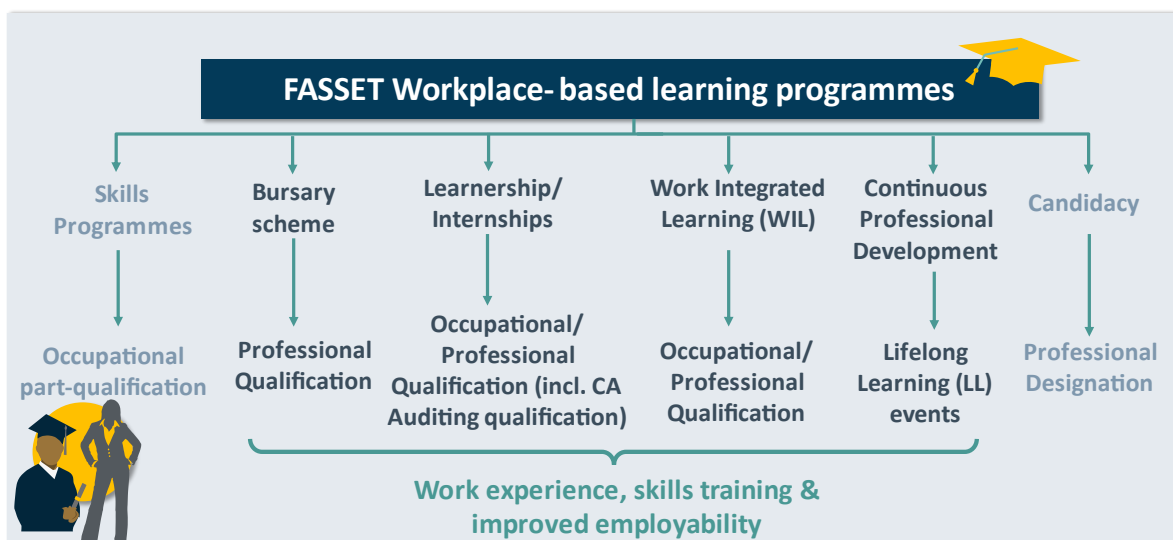 FASSET Workplace- based learning programmes
Skills
Programmes
Bursary
scheme
Learnership/
Internships
Work Integrated
Learning (WIL)
Continuous
Professional
Development
Candidacy
Occupational
part-qualification
Professional
Qualification
Occupational/
Professional
Qualification (incl. CA
Auditing qualification)
Occupational/
Professional
Qualification
Lifelong
Learning (LL)
events
Professional
Designation
Work experience, skills training &
improved employability